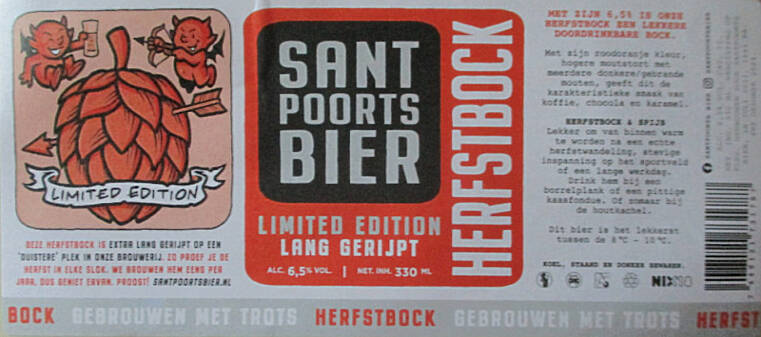 LIMITED EDITION
DEZE HERFSTBOCK IS EXTRA LANG GERIJPT OP EEN
'DUISTERE' PLEK IN ONZE BROUWERIJ. ZO PROEF JE DE
HERFST IN ELKE SLOK. WE BROUWEN HEM EENS PER
JAAR, DUS GENIET ERVAN. PROOST! SANTPOORTSBIER.NL
SANT
POORTS
BIER
HERFSTBOCK
LIMITED EDITION
LANG GERIJPT
ALC. 6,5% VOL. | NET. INH. 330 ML
MET ZIJN 6,5% IS ONZE
HERFSTBOCK EEN LEKKERE
DOORDRINKBARE BOCK.
Met zijn roodoranje kleur,
hogere moutstort met
meerdere donkere/gebrande
mouten, geeft dit de
karakteristieke smaak van
koffie, chocola en karamel.
HERFSTBOCK & SPIJS
Lekker om van binnen warm
te worden na een echte
herfstwandeling, stevige
inspanning op het sportveld
of een lange werkdag.
Drink hem bij een
borrelplank of een pittige
kaasfondue. Of zomaar bij
de houtkachel.
Dit bier is het lekkerst
tussen de 8°C - 10°C.
KOEL, STAAND EN DONKER BEWAREN.
NIX18
SANTPOORTS BIER
SANTPOORTSBIER
BOCK GEBROUWEN MET TROTS HERFSTBOCK GEBROUWEN MET TROTS HERFST